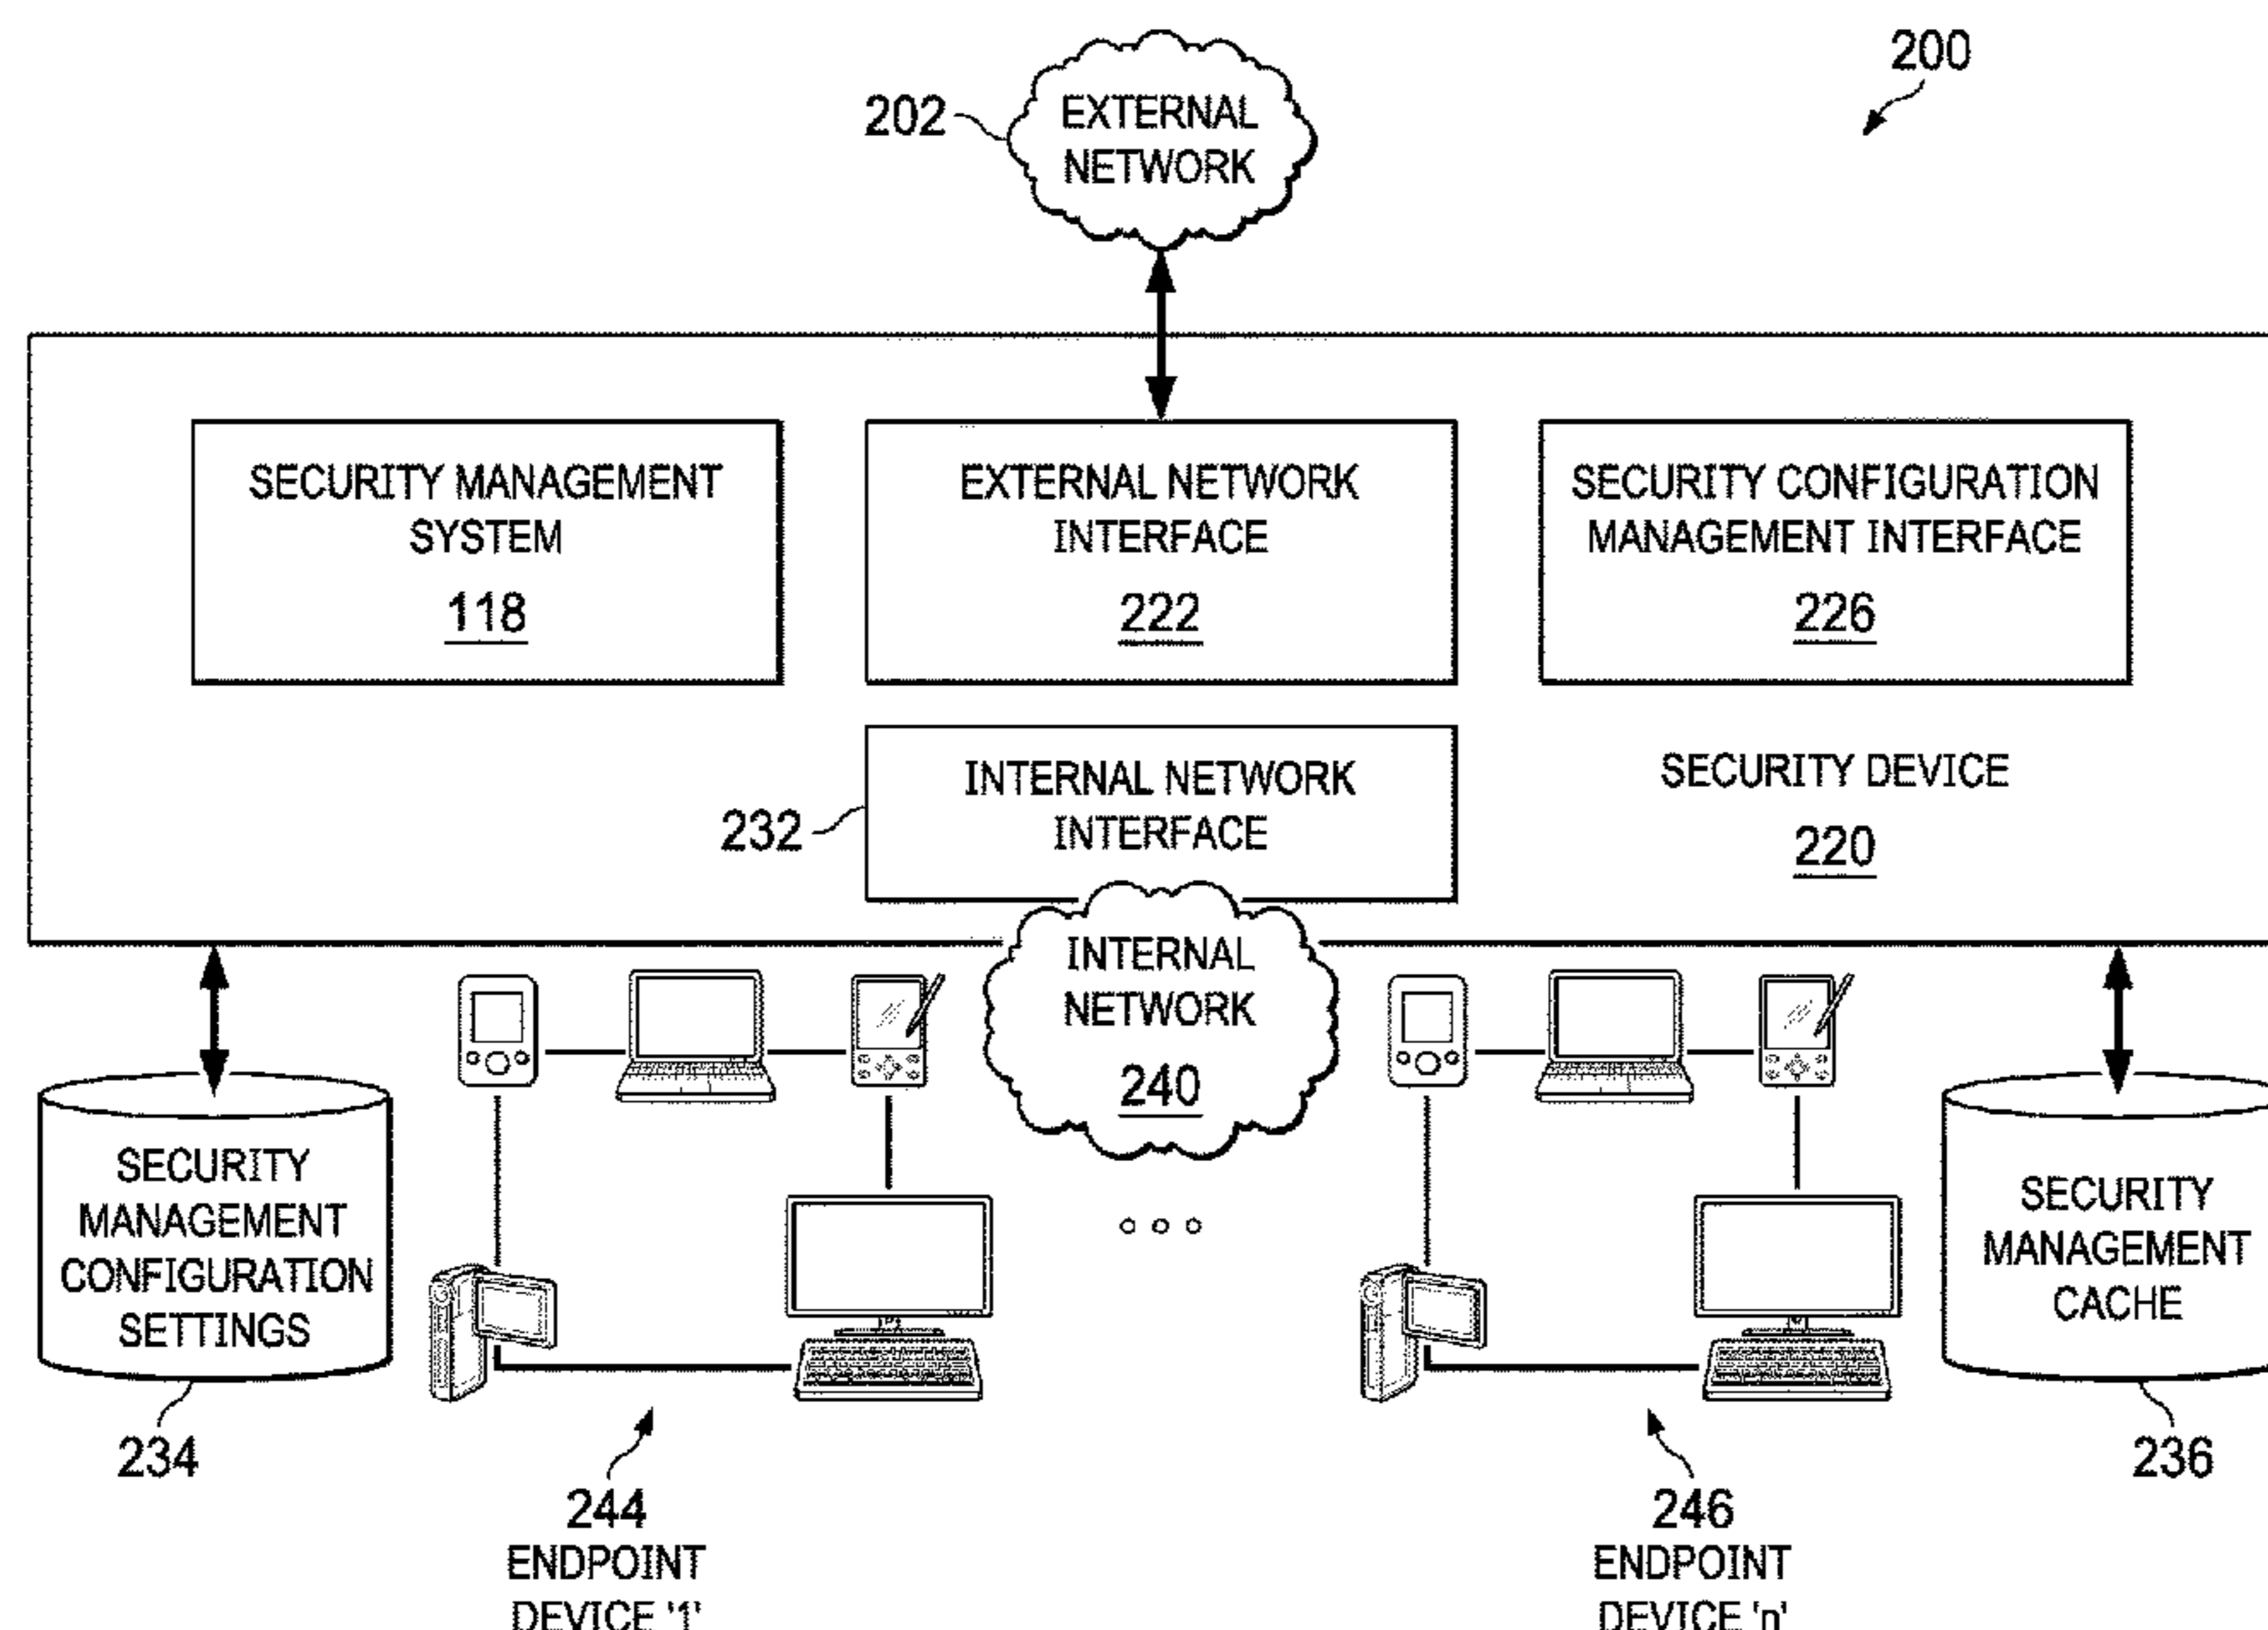 200
202
EXTERNAL
NETWORK
SECURITY MANAGEMENT
SYSTEM
118
EXTERNAL NETWORK
INTERFACE
222
SECURITY CONFIGURATION
MANAGEMENT INTERFACE
226
232
INTERNAL NETWORK
INTERFACE
SECURITY DEVICE
220
INTERNAL
NETWORK
240
SECURITY
MANAGEMENT
CONFIGURATION
SETTINGS
234
SECURITY
MANAGEMENT
CACHE
236
244
ENDPOINT
DEVICE '1'
246
ENDPOINT
DEVICE 'n'